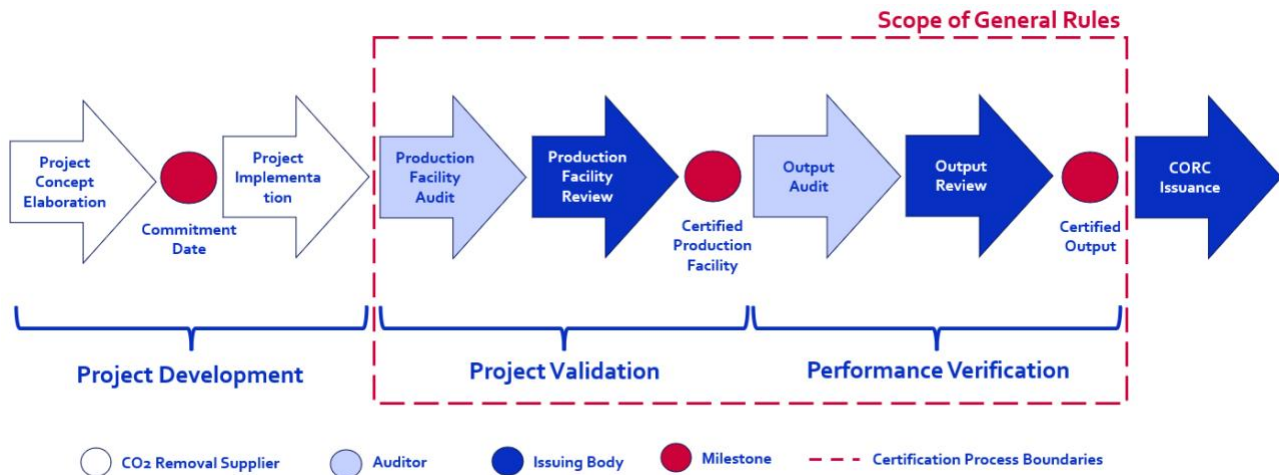 Scope of General Rules
Project
Concept
Elaboration
Commitment
Date
Project
Implementa
tion
Production
Facility
Audit
Production
Facility
Review
Certified
Production
Facility
Output
Audit
Output
Review
Certified
Output
CORC
Issuance
Project Development
Project Validation
Performance Verification
CO2 Removal Supplier
Auditor
Issuing Body
Milestone
Certification Process Boundaries